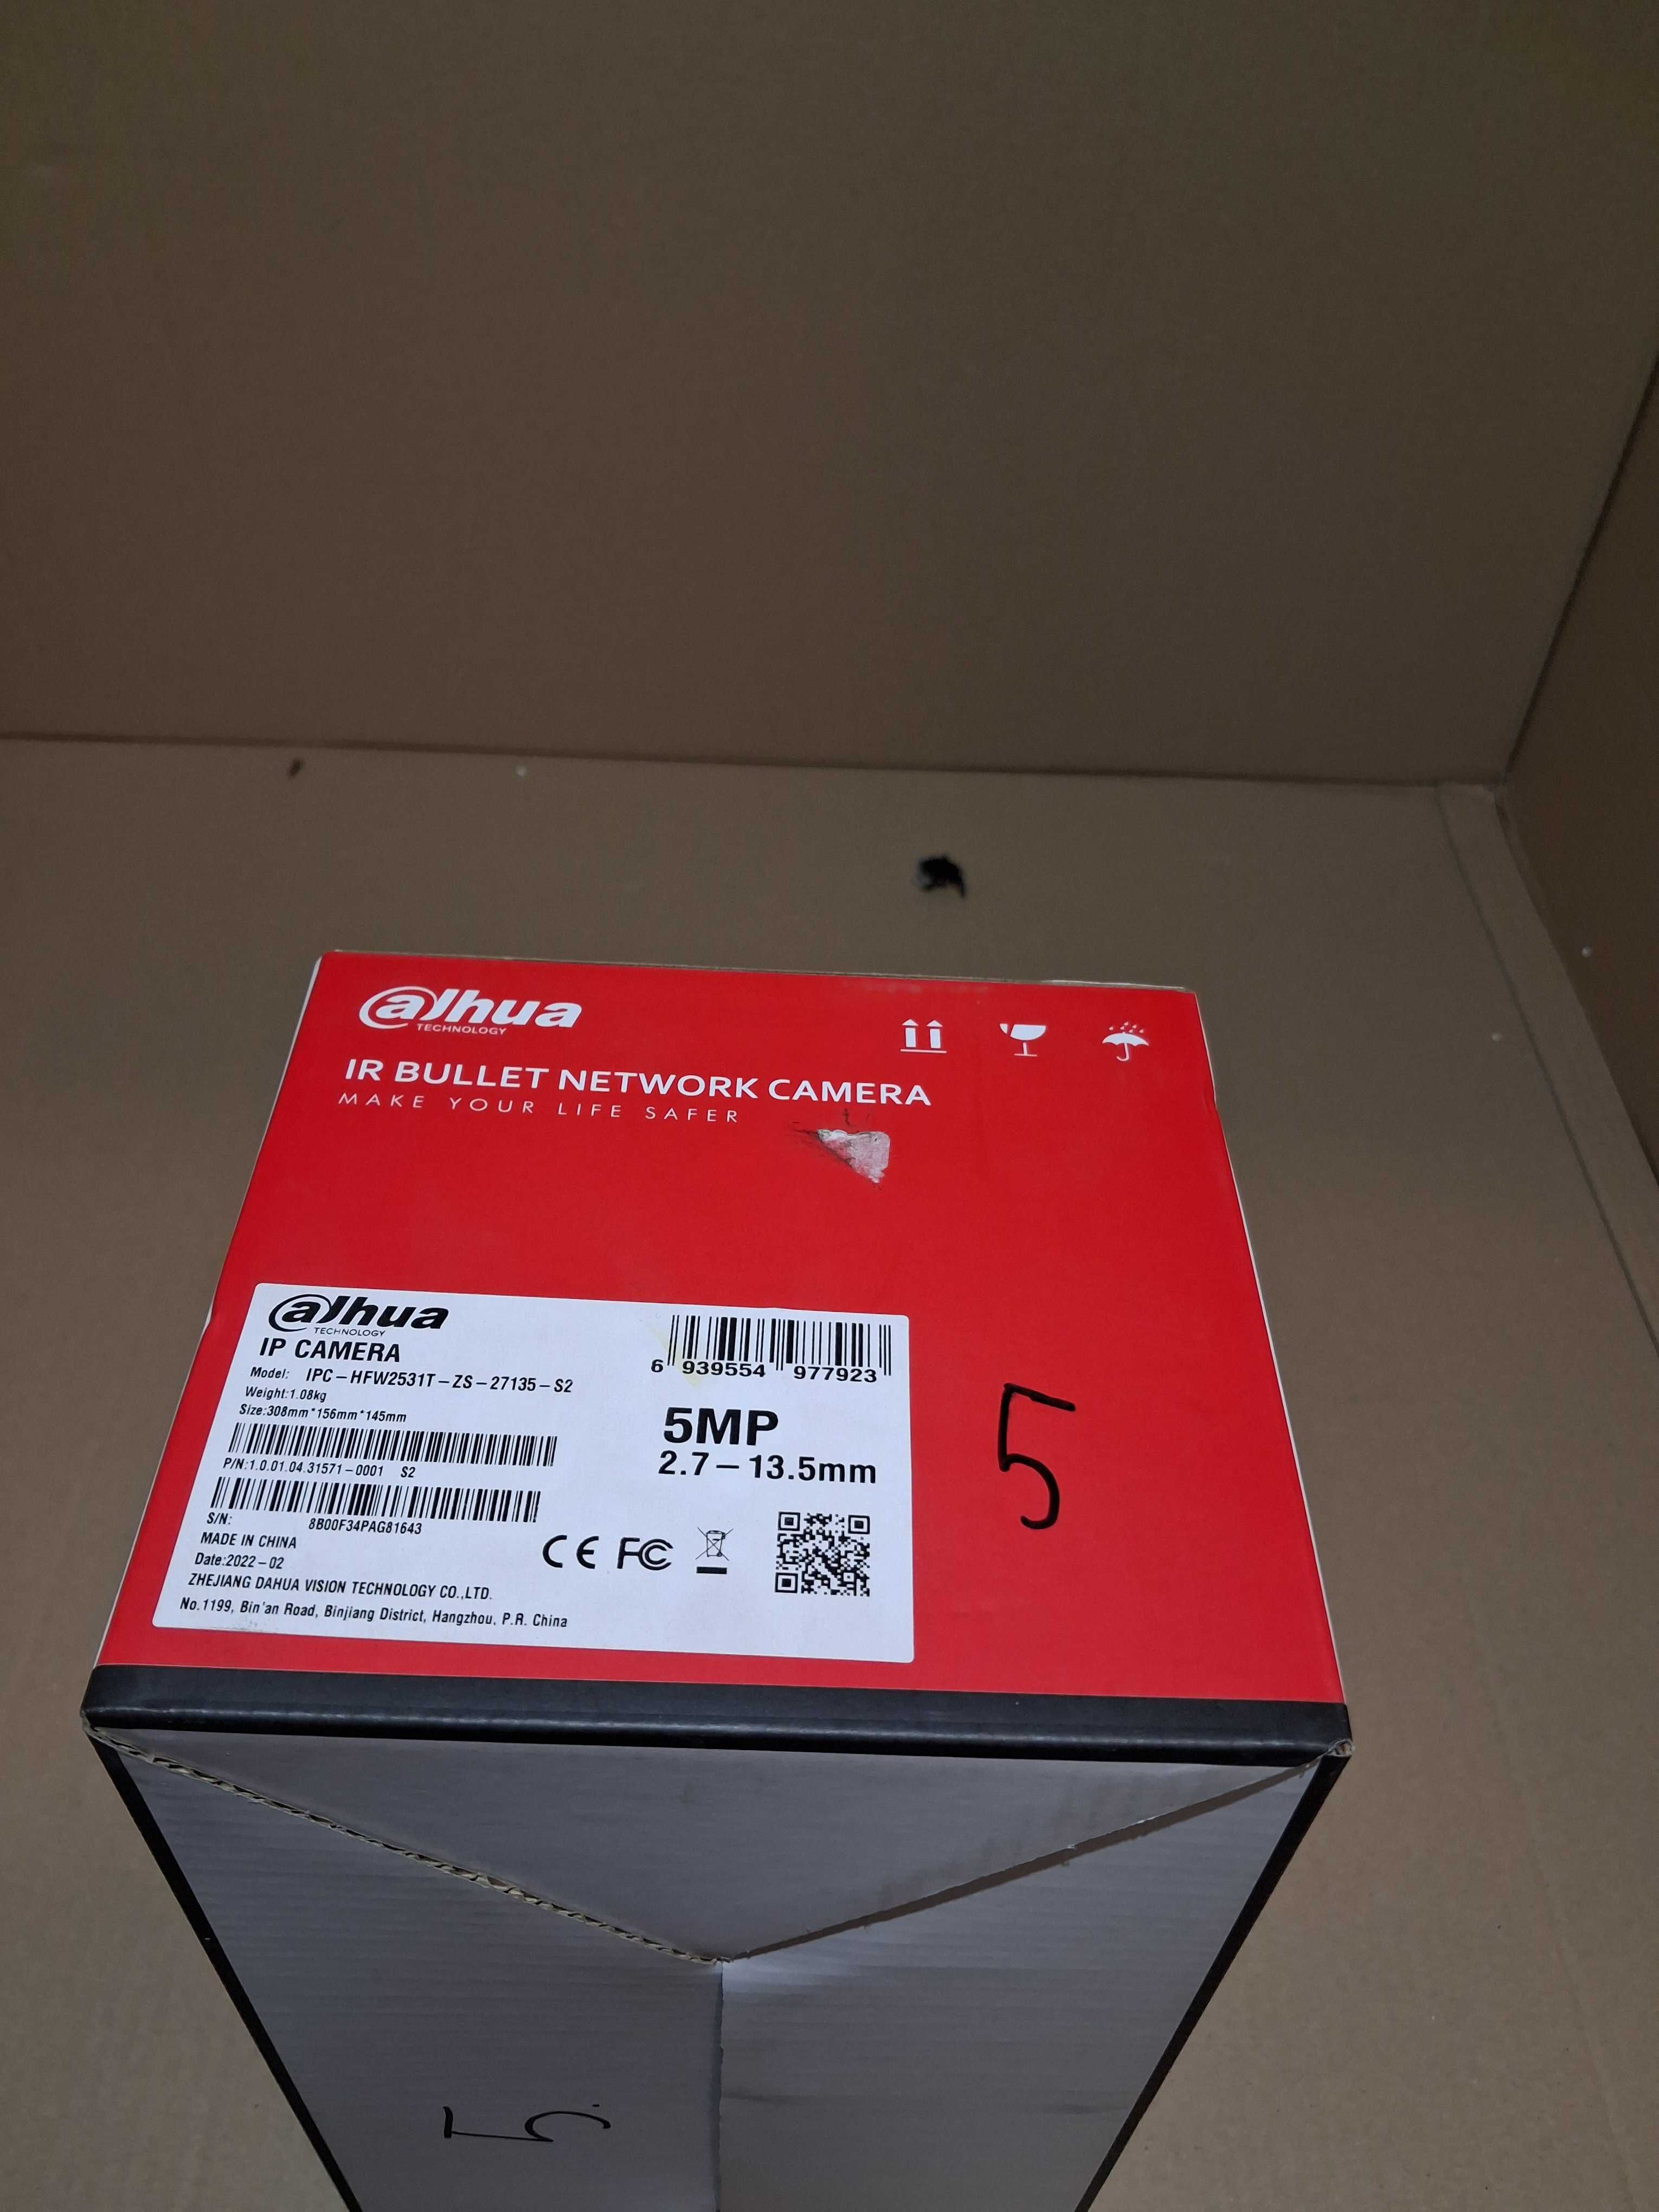 alhua
TECHNOLOGY
IR BULLET NETWORK CAMERA
MAKE YOUR LIFE SAFER
alhua
TECHNOLOGY
IP CAMERA
Model: IPC-HFW2531T-ZS-27135-S2
Weight:1.08kg
Size:308mm*156mm*145mm
P/N:1.0.01.04.31571-0001 S2
S/N: 8B00F34PAG81643
MADE IN CHINA
Date:2022-02
ZHEJIANG DAHUA VISION TECHNOLOGY CO.,LTD.
No.1199, Bin'an Road, Binjiang District, Hangzhou, P.R. China
6 939554 977923
5MP
2.7-13.5mm
CE FC
5
5